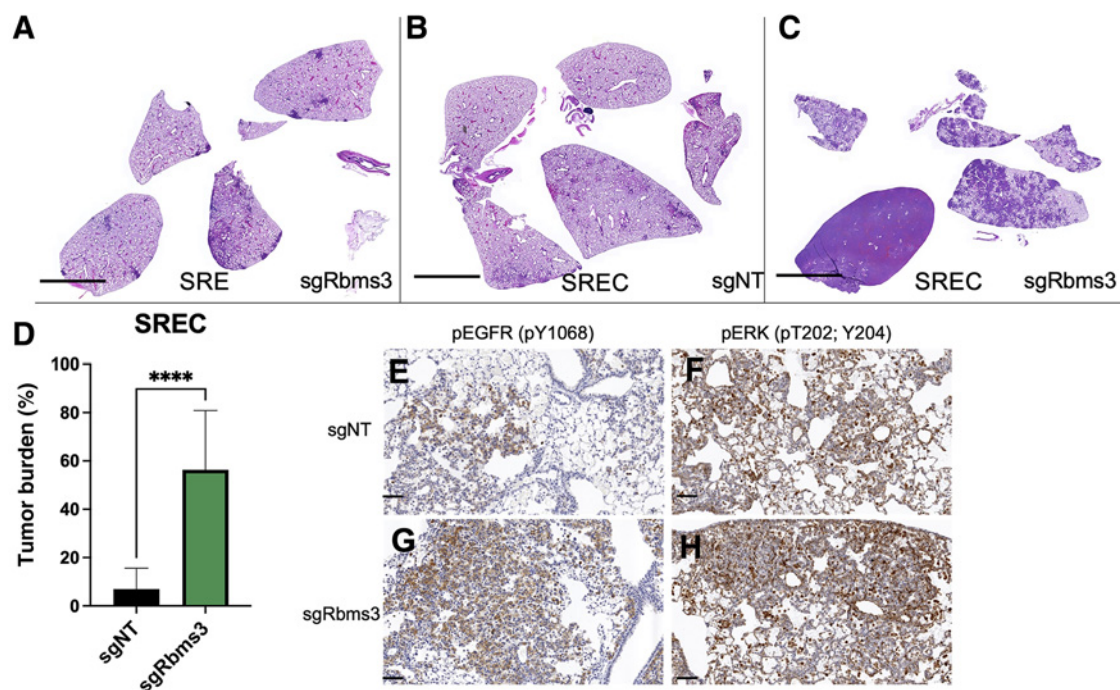 A
B
C
SRE
sgRbms3
SREC
sgNT
SREC
sgRbms3
D
SREC
****
Tumor burden (%)
100
80
60
40
20
0
sgNT
sgRbms3
pEGFR (pY1068)
pERK (pT202; Y204)
sgNT
E
F
sgRbms3
G
H